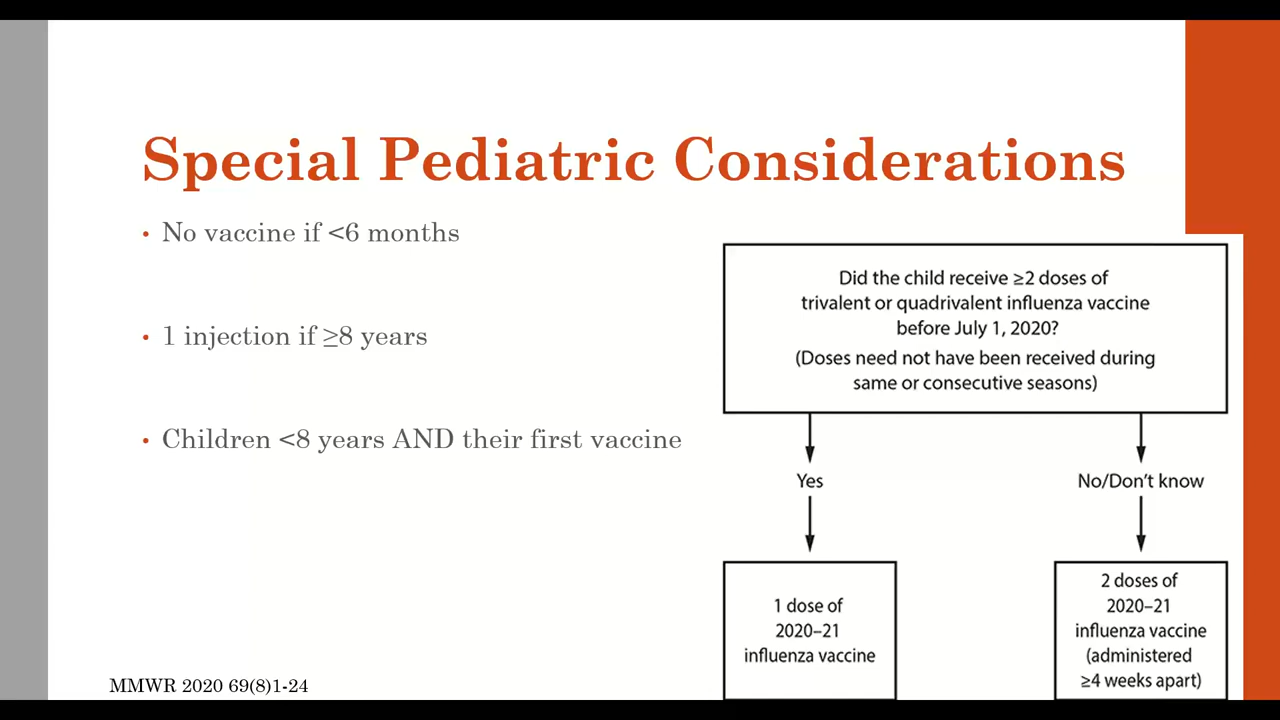 Special Pediatric Considerations
• No vaccine if <6 months
• 1 injection if ≥8 years
• Children <8 years AND their first vaccine
Did the child receive ≥2 doses of
trivalent or quadrivalent influenza vaccine
before July 1, 2020?
(Doses need not have been received during
same or consecutive seasons)
Yes
No/Don't know
1 dose of
2020–21
influenza vaccine
2 doses of
2020–21
influenza vaccine
(administered
≥4 weeks apart)
MMWR 2020 69(8)1-24